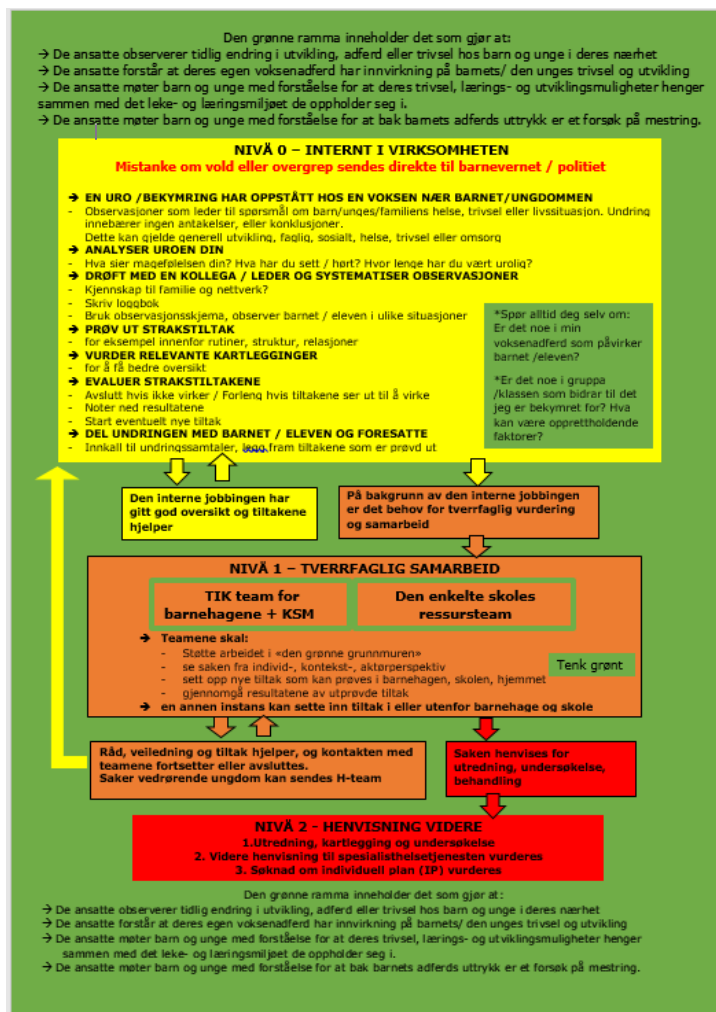 Den grønne ramma inneholder det som gjør at:
→ De ansatte observerer tidlig endring i utvikling, adferd eller trivsel hos barn og unge i deres nærhet
→ De ansatte forstår at deres egen voksenadferd har innvirkning på barnets/ den unges trivsel og utvikling
→ De ansatte møter barn og unge med forståelse for at deres trivsel, lærings- og utviklingsmuligheter henger
sammen med det leke- og læringsmiljøet de oppholder seg i.
→ De ansatte møter barn og unge med forståelse for at bak barnets adferds uttrykk er et forsøk på mestring.
NIVÅ 0 – INTERNT I VIRKSOMHETEN
Mistanke om vold eller overgrep sendes direkte til barnevernet / politiet
➔ EN URO /BEKYMRING HAR OPPSTÅTT HOS EN VOKSEN NÆR BARNET/UNGDOMMEN
- Observasjoner som leder til spørsmål om barn/unges/familiens helse, trivsel eller livssituasjon. Undring
innebærer ingen antakelser, eller konklusjoner.
Dette kan gjelde generell utvikling, faglig, sosialt, helse, trivsel eller omsorg
➔ ANALYSER UROEN DIN
- Hva sier magefølelsen din? Hva har du sett / hørt? Hvor lenge har du vært urolig?
➔ DRØFT MED EN KOLLEGA / LEDER OG SYSTEMATISER OBSERVASJONER
- Kjennskap til familie og nettverk?
- Skriv loggbok
- Bruk observasjonsskjema, observer barnet / eleven i ulike situasjoner
➔ PRØV UT STRAKSTILTAK
- for eksempel innenfor rutiner, struktur, relasjoner
➔ VURDER RELEVANTE KARTLEGGINGER
- for å få bedre oversikt
➔ EVALUER STRAKSTILTAKENE
- Avslutt hvis ikke virker / Forleng hvis tiltakene ser ut til å virke
- Noter ned resultatene
- Start eventuelt nye tiltak
➔ DEL UNDRINGEN MED BARNET / ELEVEN OG FORESATTE
- Innkall til undringssamtaler, legg fram tiltakene som er prøvd ut
*Spør alltid deg selv om:
Er det noe i min
voksenadferd som påvirker
barnet /eleven?
*Er det noe i gruppa
/klassen som bidrar til det
jeg er bekymret for? Hva
kan være opprettholdende
faktorer?
Den interne jobbingen har
gitt god oversikt og tiltakene
hjelper
På bakgrunn av den interne jobbingen
er det behov for tverrfaglig vurdering
og samarbeid
NIVÅ 1 – TVERRFAGLIG SAMARBEID
TIK team for
barnehagene + KSM
Den enkelte skoles
ressursteam
➔ Teamene skal:
- Støtte arbeidet i «den grønne grunnmuren»
- se saken fra individ-, kontekst-, aktørperspektiv
- sett opp nye tiltak som kan prøves i barnehagen, skolen, hjemmet
- gjennomgå resultatene av utprøvde tiltak
➔ en annen instans kan sette inn tiltak i eller utenfor barnehage og skole
Tenk grønt
Råd, veiledning og tiltak hjelper, og kontakten med
teamene fortsetter eller avsluttes.
Saker vedrørende ungdom kan sendes H-team
Saken henvises for
utredning, undersøkelse,
behandling
NIVÅ 2 - HENVISNING VIDERE
1.Utredning, kartlegging og undersøkelse
2. Videre henvisning til spesialisthelsetjenesten vurderes
3. Søknad om individuell plan (IP) vurderes
Den grønne ramma inneholder det som gjør at:
→ De ansatte observerer tidlig endring i utvikling, adferd eller trivsel hos barn og unge i deres nærhet
→ De ansatte forstår at deres egen voksenadferd har innvirkning på barnets/ den unges trivsel og utvikling
→ De ansatte møter barn og unge med forståelse for at deres trivsel, lærings- og utviklingsmuligheter henger
sammen med det leke- og læringsmiljøet de oppholder seg i.
→ De ansatte møter barn og unge med forståelse for at bak barnets adferds uttrykk er et forsøk på mestring.